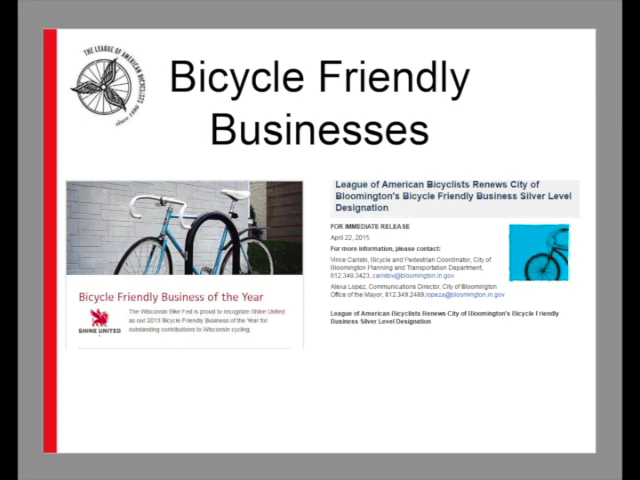 THE LEAGUE OF AMERICAN BICYCLISTS
since 1880
Bicycle Friendly
Businesses
Bicycle Friendly Business of the Year
SHINE UNITED
The Wisconsin Bike Fed is proud to recognize Shine United
as our 2013 Bicycle Friendly Business of the Year for
outstanding contributions to Wisconsin cycling.
League of American Bicyclists Renews City of
Bloomington's Bicycle Friendly Business Silver Level
Designation
FOR IMMEDIATE RELEASE
April 22, 2015
For more information, please contact:
Vince Caristo, Bicycle and Pedestrian Coordinator, City of
Bloomington Planning and Transportation Department,
812.349.3423, caristov@bloomington.in.gov
Alexa Lopez, Communications Director, City of Bloomington
Office of the Mayor, 812.349.2489,lopeza@bloomington.in.gov
League of American Bicyclists Renews City of Bloomington's Bicycle Friendly
Business Silver Level Designation